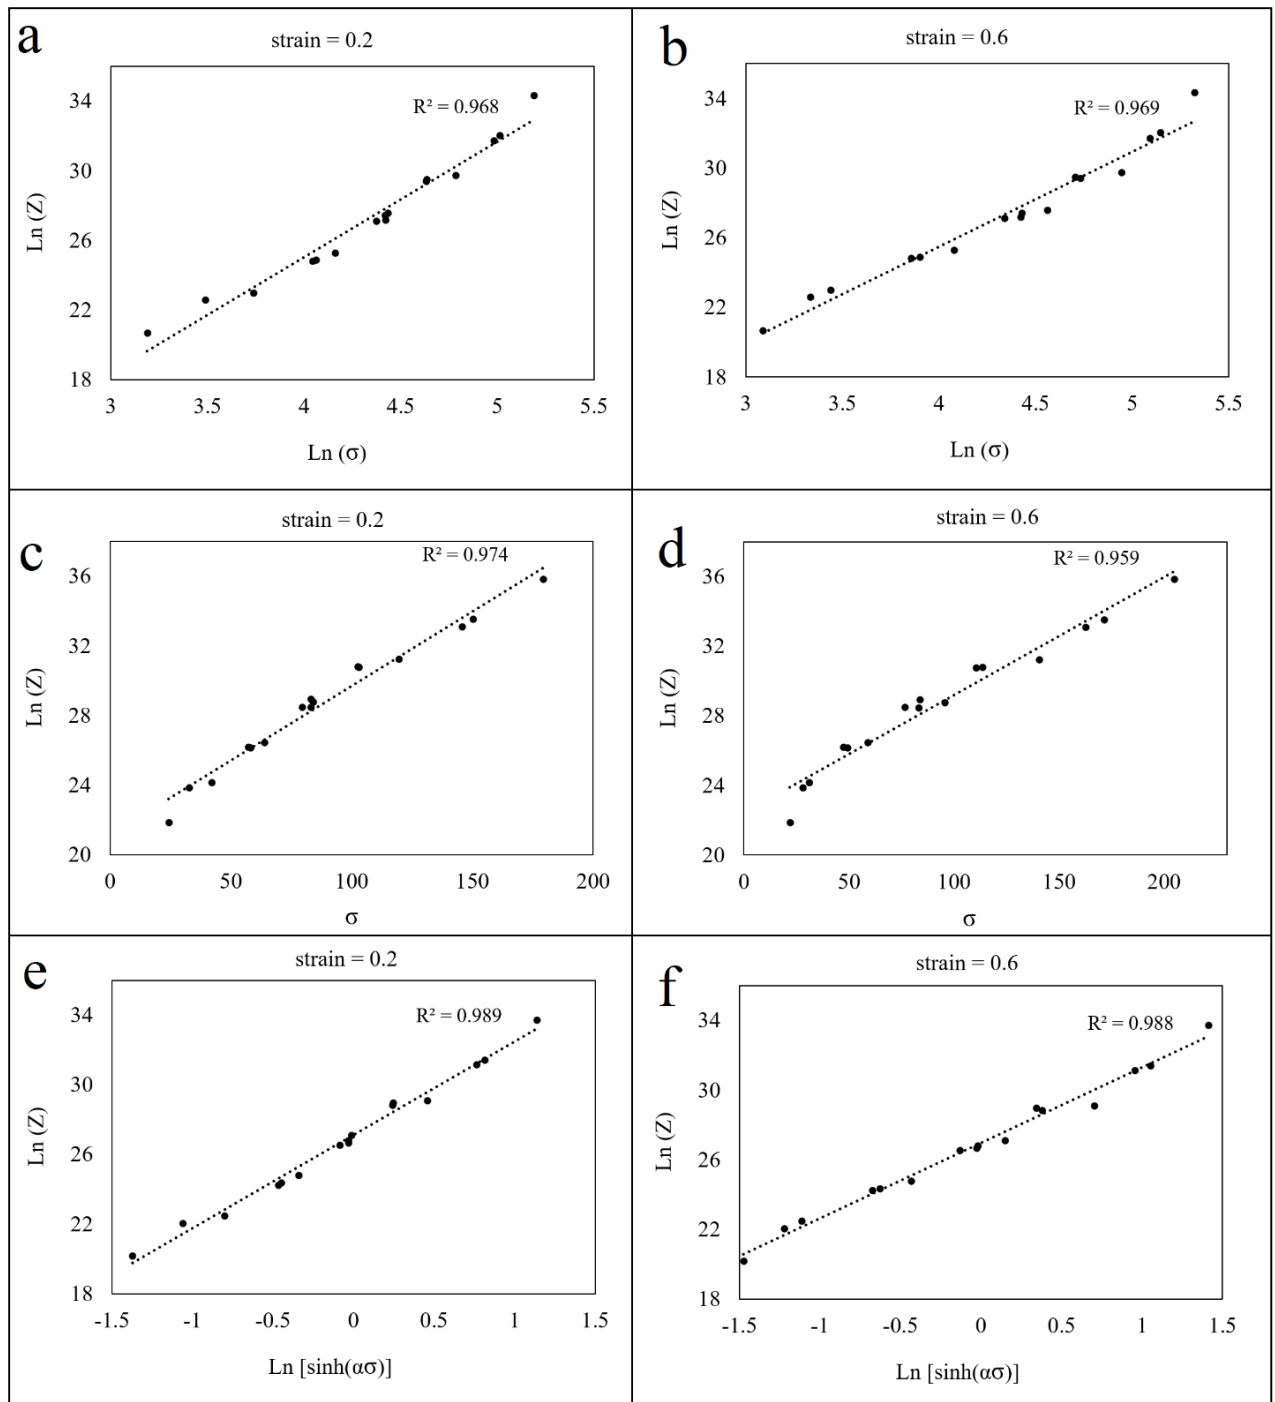 a
strain = 0.2
R² = 0.968
34
30
26
22
18
Ln (Z)
3
3.5
4
4.5
5
5.5
Ln (σ)
b
strain = 0.6
R² = 0.969
34
30
26
22
18
Ln (Z)
3
3.5
4
4.5
5
5.5
Ln (σ)
c
strain = 0.2
R² = 0.974
36
32
28
24
20
Ln (Z)
0
50
100
150
200
σ
d
strain = 0.6
R² = 0.959
36
32
28
24
20
Ln (Z)
0
50
100
150
200
σ
e
strain = 0.2
R² = 0.989
34
30
26
22
18
Ln (Z)
-1.5
-1
-0.5
0
0.5
1
1.5
Ln [sinh(ασ)]
f
strain = 0.6
R² = 0.988
34
30
26
22
18
Ln (Z)
-1.5
-1
-0.5
0
0.5
1
1.5
Ln [sinh(ασ)]